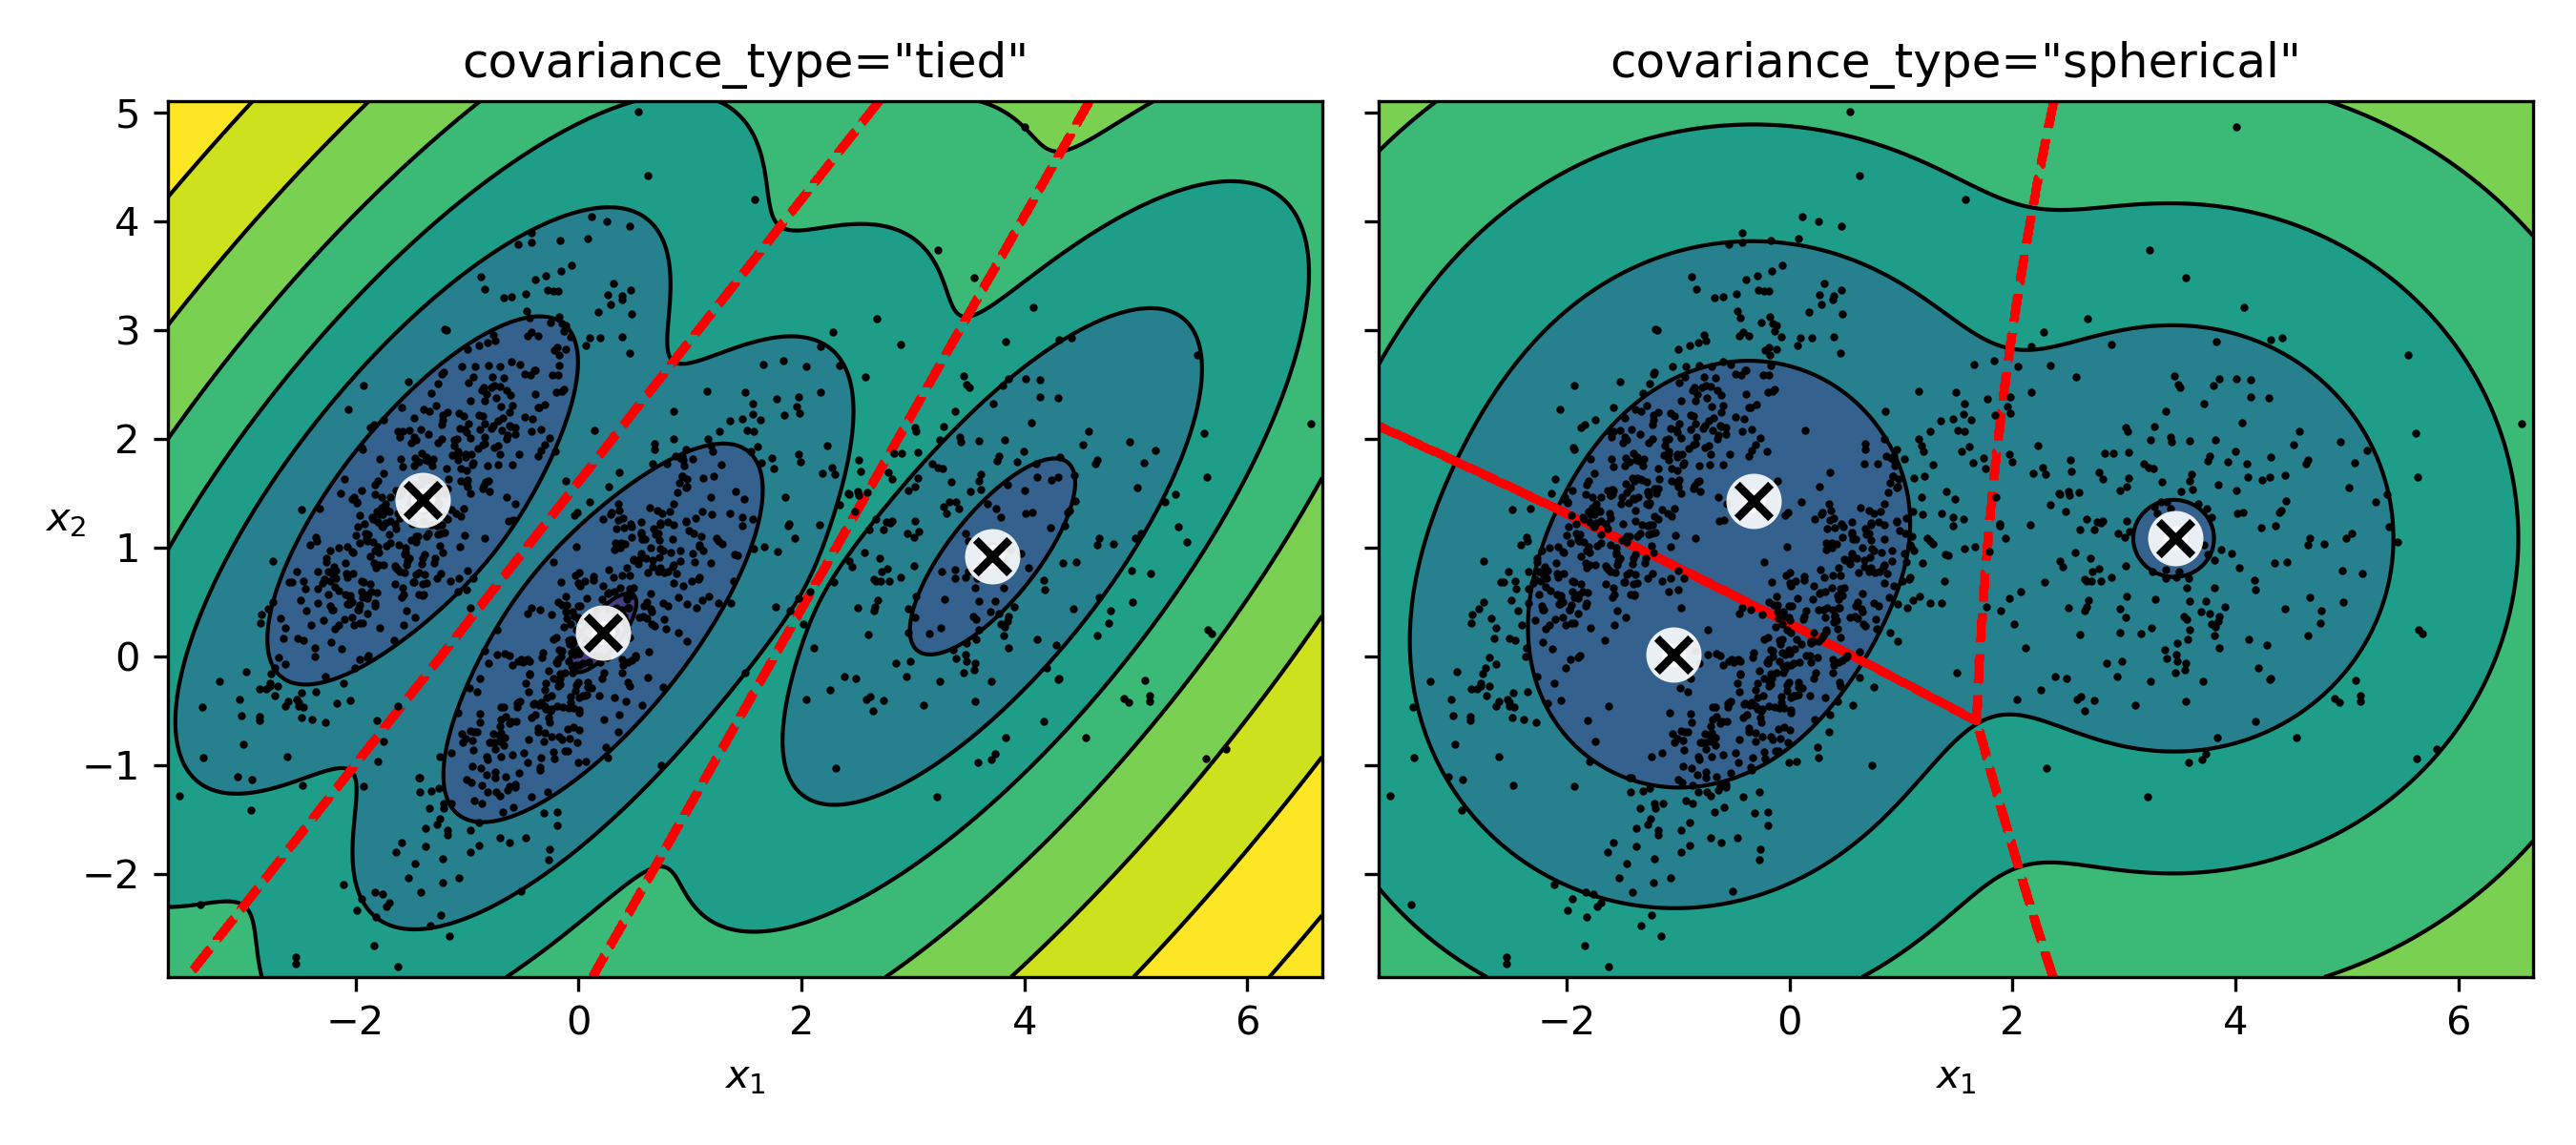 covariance_type="tied"
5
4
3
2
1
0
−1
−2
x₂
−2 0 2 4 6
x₁
covariance_type="spherical"
−2 0 2 4 6
x₁